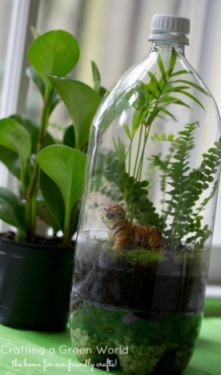 Crafting a Green World
the home for eco-friendly crafts!